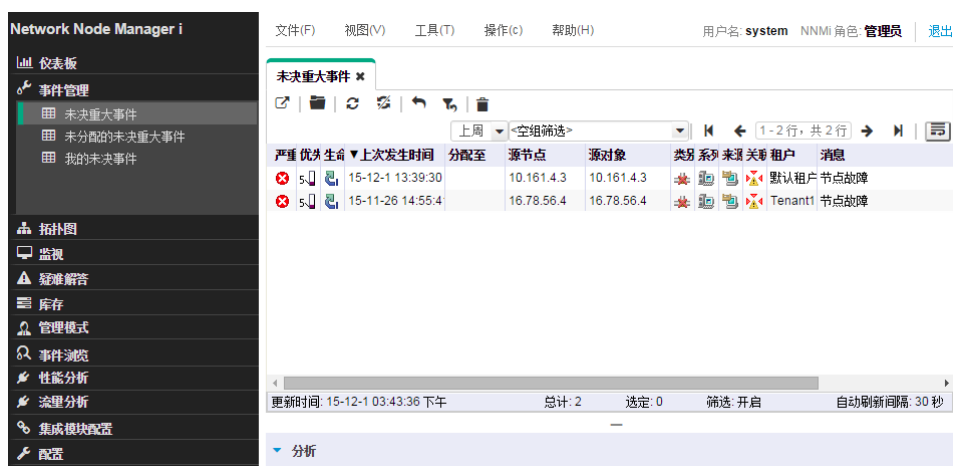 Network Node Manager i
文件(F) 视图(V) 工具(T) 操作(c) 帮助(H) 用户名: system NNMi 角色: 管理员 退出
仪表板
事件管理
未决重大事件
未分配的未决重大事件
我的未决事件
拓扑图
监视
疑难解答
库存
管理模式
事件浏览
性能分析
流量分析
集成模块配置
配置
未决重大事件
上周 <空组筛选> 1-2行，共2行
严重 优先 生命 ▼上次发生时间 分配至 源节点 源对象 类别 系列 来源 关联 租户 消息
5 15-12-1 13:39:30 10.161.4.3 10.161.4.3 默认租户 节点故障
5 15-11-26 14:55:4 16.78.56.4 16.78.56.4 Tenant1 节点故障
更新时间: 15-12-1 03:43:36 下午 总计: 2 选定: 0 筛选: 开启 自动刷新间隔: 30 秒
分析